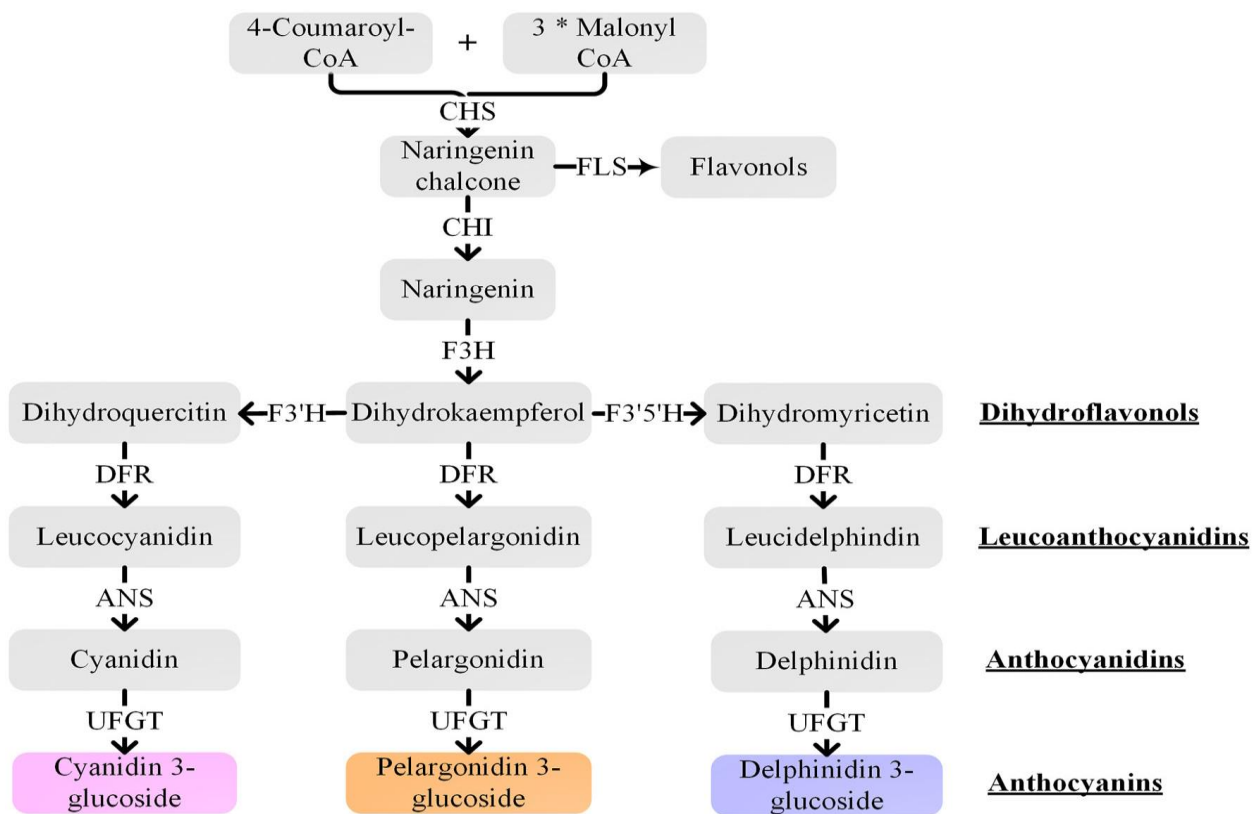 4-Coumaroyl-
CoA
+
3 * Malonyl
CoA
CHS
Naringenin
chalcone
FLS
Flavonols
CHI
Naringenin
F3H
Dihydroquercitin
F3'H
Dihydrokaempferol
F3'5'H
Dihydromyricetin
Dihydroflavonols
DFR
DFR
DFR
Leucocyanidin
Leucopelargonidin
Leucidelphindin
Leucoanthocyanidins
ANS
ANS
ANS
Cyanidin
Pelargonidin
Delphinidin
Anthocyanidins
UFGT
UFGT
UFGT
Cyanidin 3-
glucoside
Pelargonidin 3-
glucoside
Delphinidin 3-
glucoside
Anthocyanins